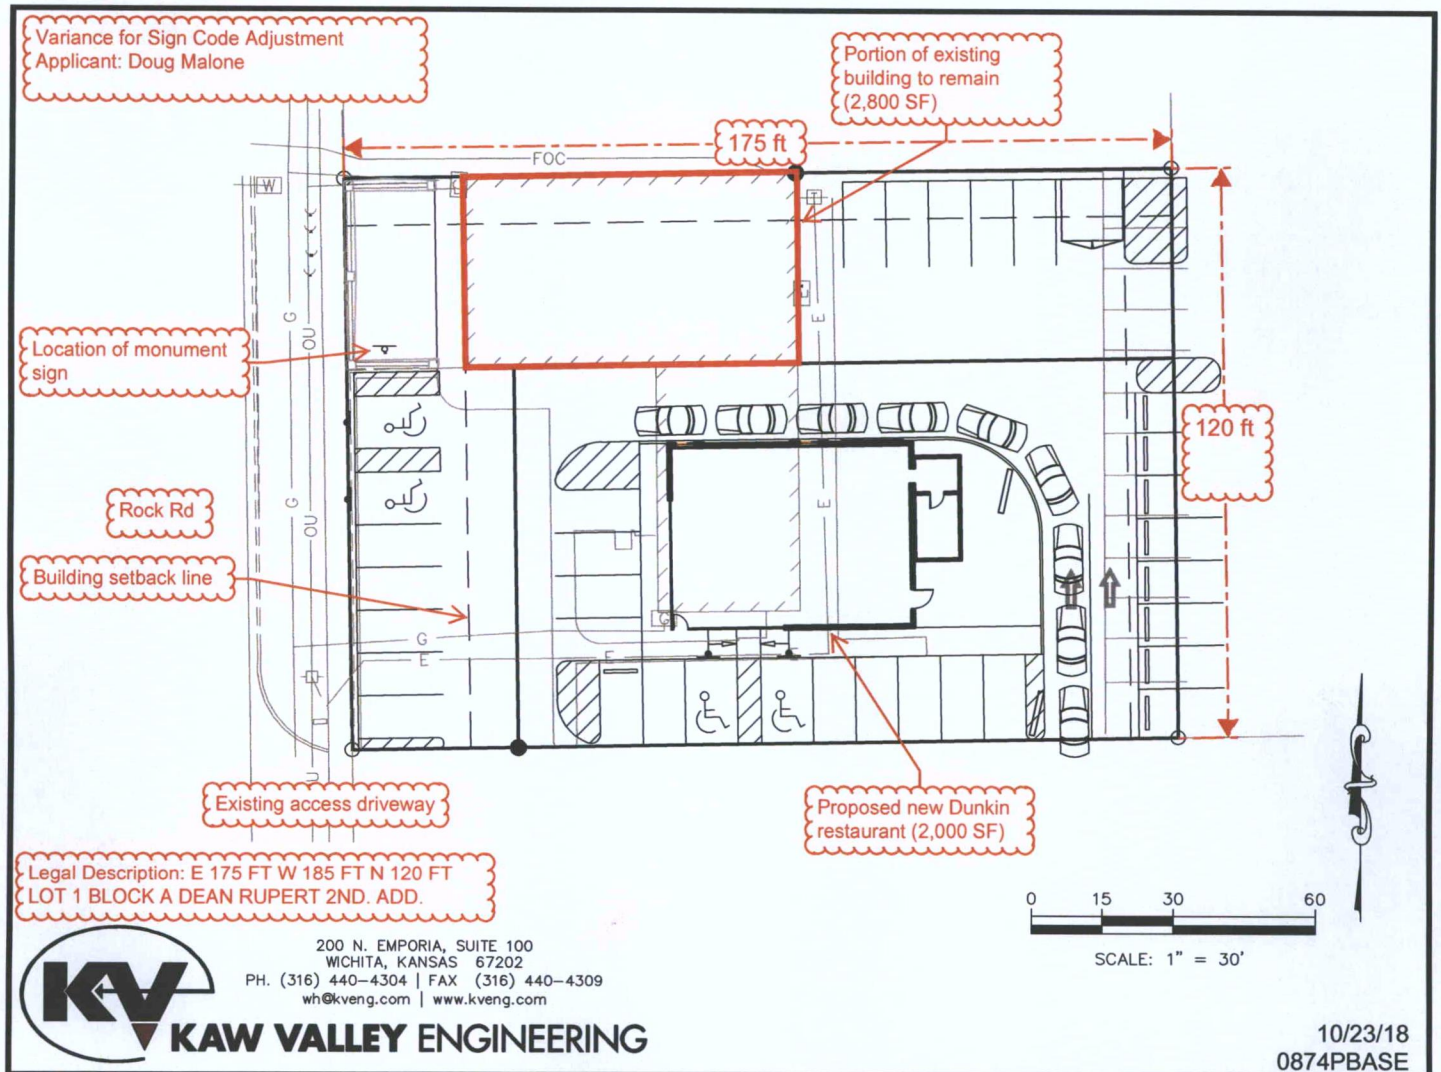 Variance for Sign Code Adjustment
Applicant: Doug Malone
Portion of existing
building to remain
(2,800 SF)
175 ft
FOC
W
T
E
G
OU
E
Location of monument
sign
120 ft
Rock Rd
G
OU
E
Building setback line
G
G
E
E
U
Existing access driveway
Proposed new Dunkin
restaurant (2,000 SF)
Legal Description: E 175 FT W 185 FT N 120 FT
LOT 1 BLOCK A DEAN RUPERT 2ND. ADD.
0 15 30 60
SCALE: 1" = 30'
KV
200 N. EMPORIA, SUITE 100
WICHITA, KANSAS 67202
PH. (316) 440-4304 | FAX (316) 440-4309
wh@kveng.com | www.kveng.com
KAW VALLEY ENGINEERING
10/23/18
0874PBASE